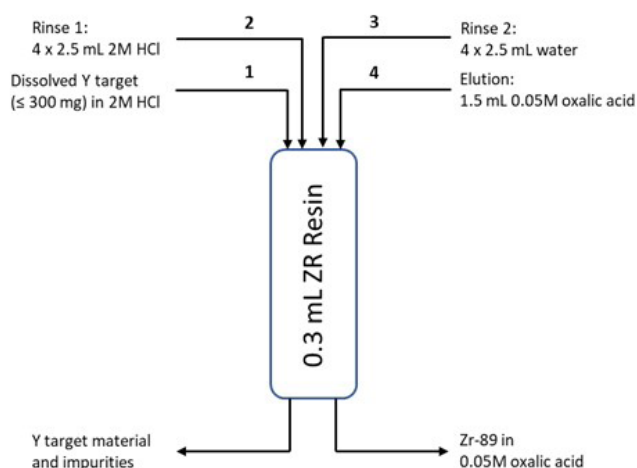 Rinse 1:
4 x 2.5 mL 2M HCl
2
3
Rinse 2:
4 x 2.5 mL water
Dissolved Y target
(≤ 300 mg) in 2M HCl
1
4
Elution:
1.5 mL 0.05M oxalic acid
0.3 mL ZR Resin
Y target material
and impurities
Zr-89 in
0.05M oxalic acid